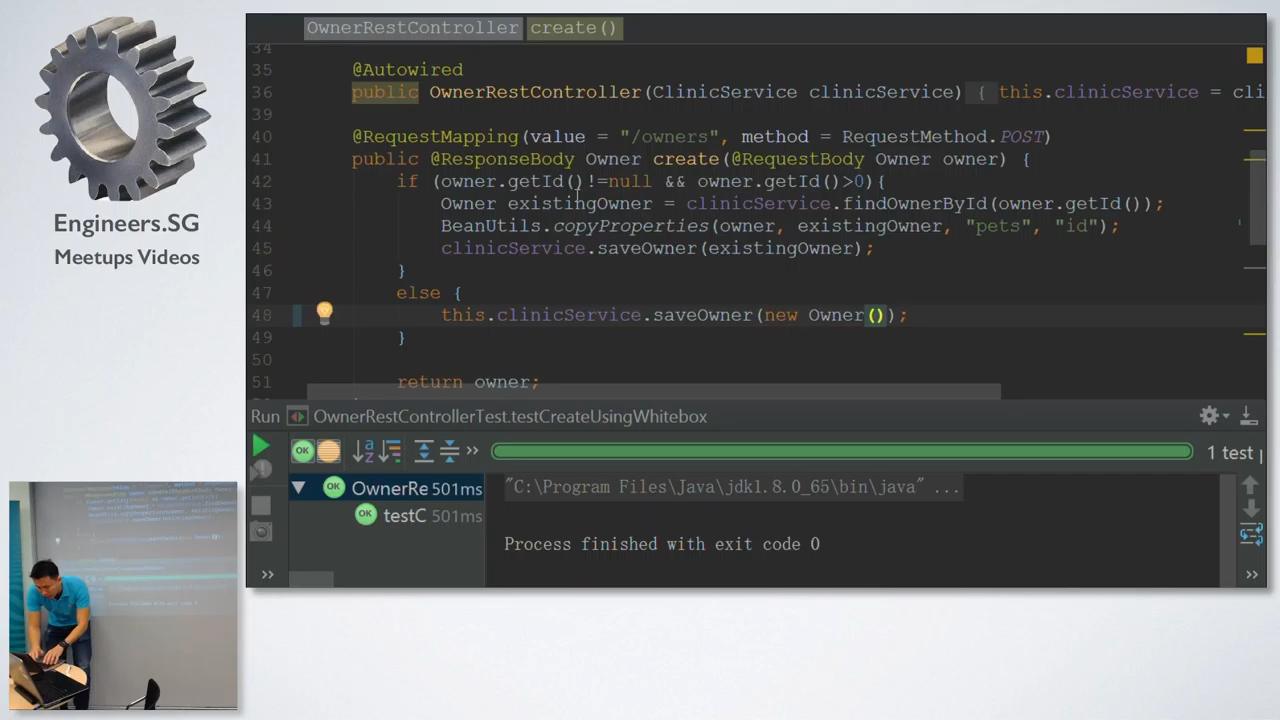 Engineers.SG
Meetups Videos
OwnerRestController create()
34
35 @Autowired
36 public OwnerRestController(ClinicService clinicService) { this.clinicService = cli
39
40 @RequestMapping(value = "/owners", method = RequestMethod.POST)
41 public @ResponseBody Owner create(@RequestBody Owner owner) {
42 if (owner.getId()!=null && owner.getId()>0){
43 Owner existingOwner = clinicService.findOwnerById(owner.getId());
44 BeanUtils.copyProperties(owner, existingOwner, "pets", "id"); '
45 clinicService.saveOwner(existingOwner);
46 }
47 else {
48 this.clinicService.saveOwner(new Owner());
49 }
50
51 return owner;
Run OwnerRestControllerTest.testCreateUsingWhitebox
OK 1 test
OK OwnerRe 501ms "C:\Program Files\Java\jdk1.8.0_65\bin\java" ...
OK testC 501ms
Process finished with exit code 0